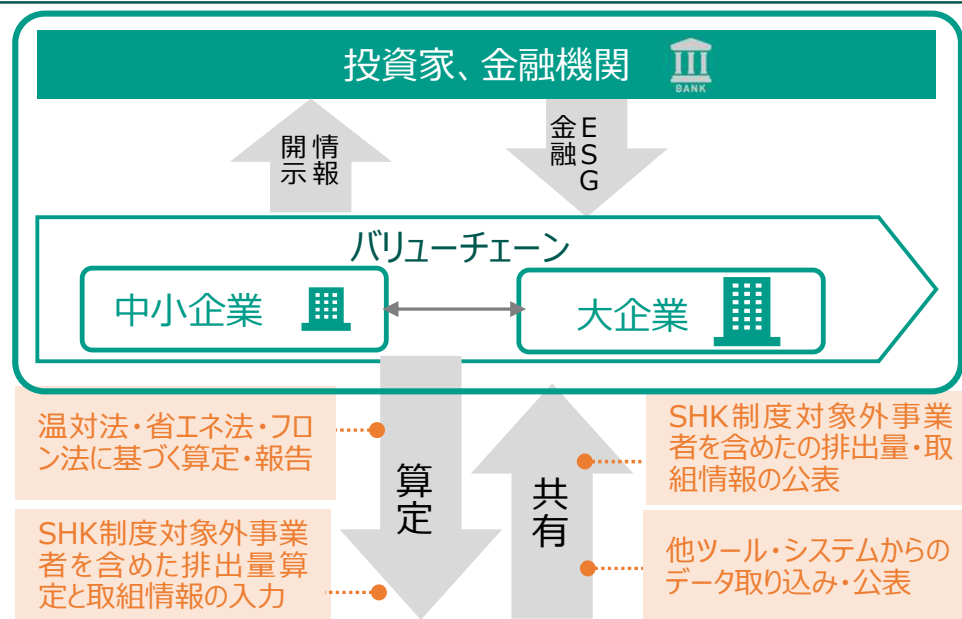 投資家、金融機関
BANK
情報
開示
ESG
金融
バリューチェーン
中小企業
大企業
温対法・省エネ法・フロ
ン法に基づく算定・報告
SHK制度対象外事業
者を含めた排出量算
定と取組情報の入力
算定
共有
SHK制度対象外事業
者を含めたの排出量・取
組情報の公表
他ツール・システムからの
データ取り込み・公表